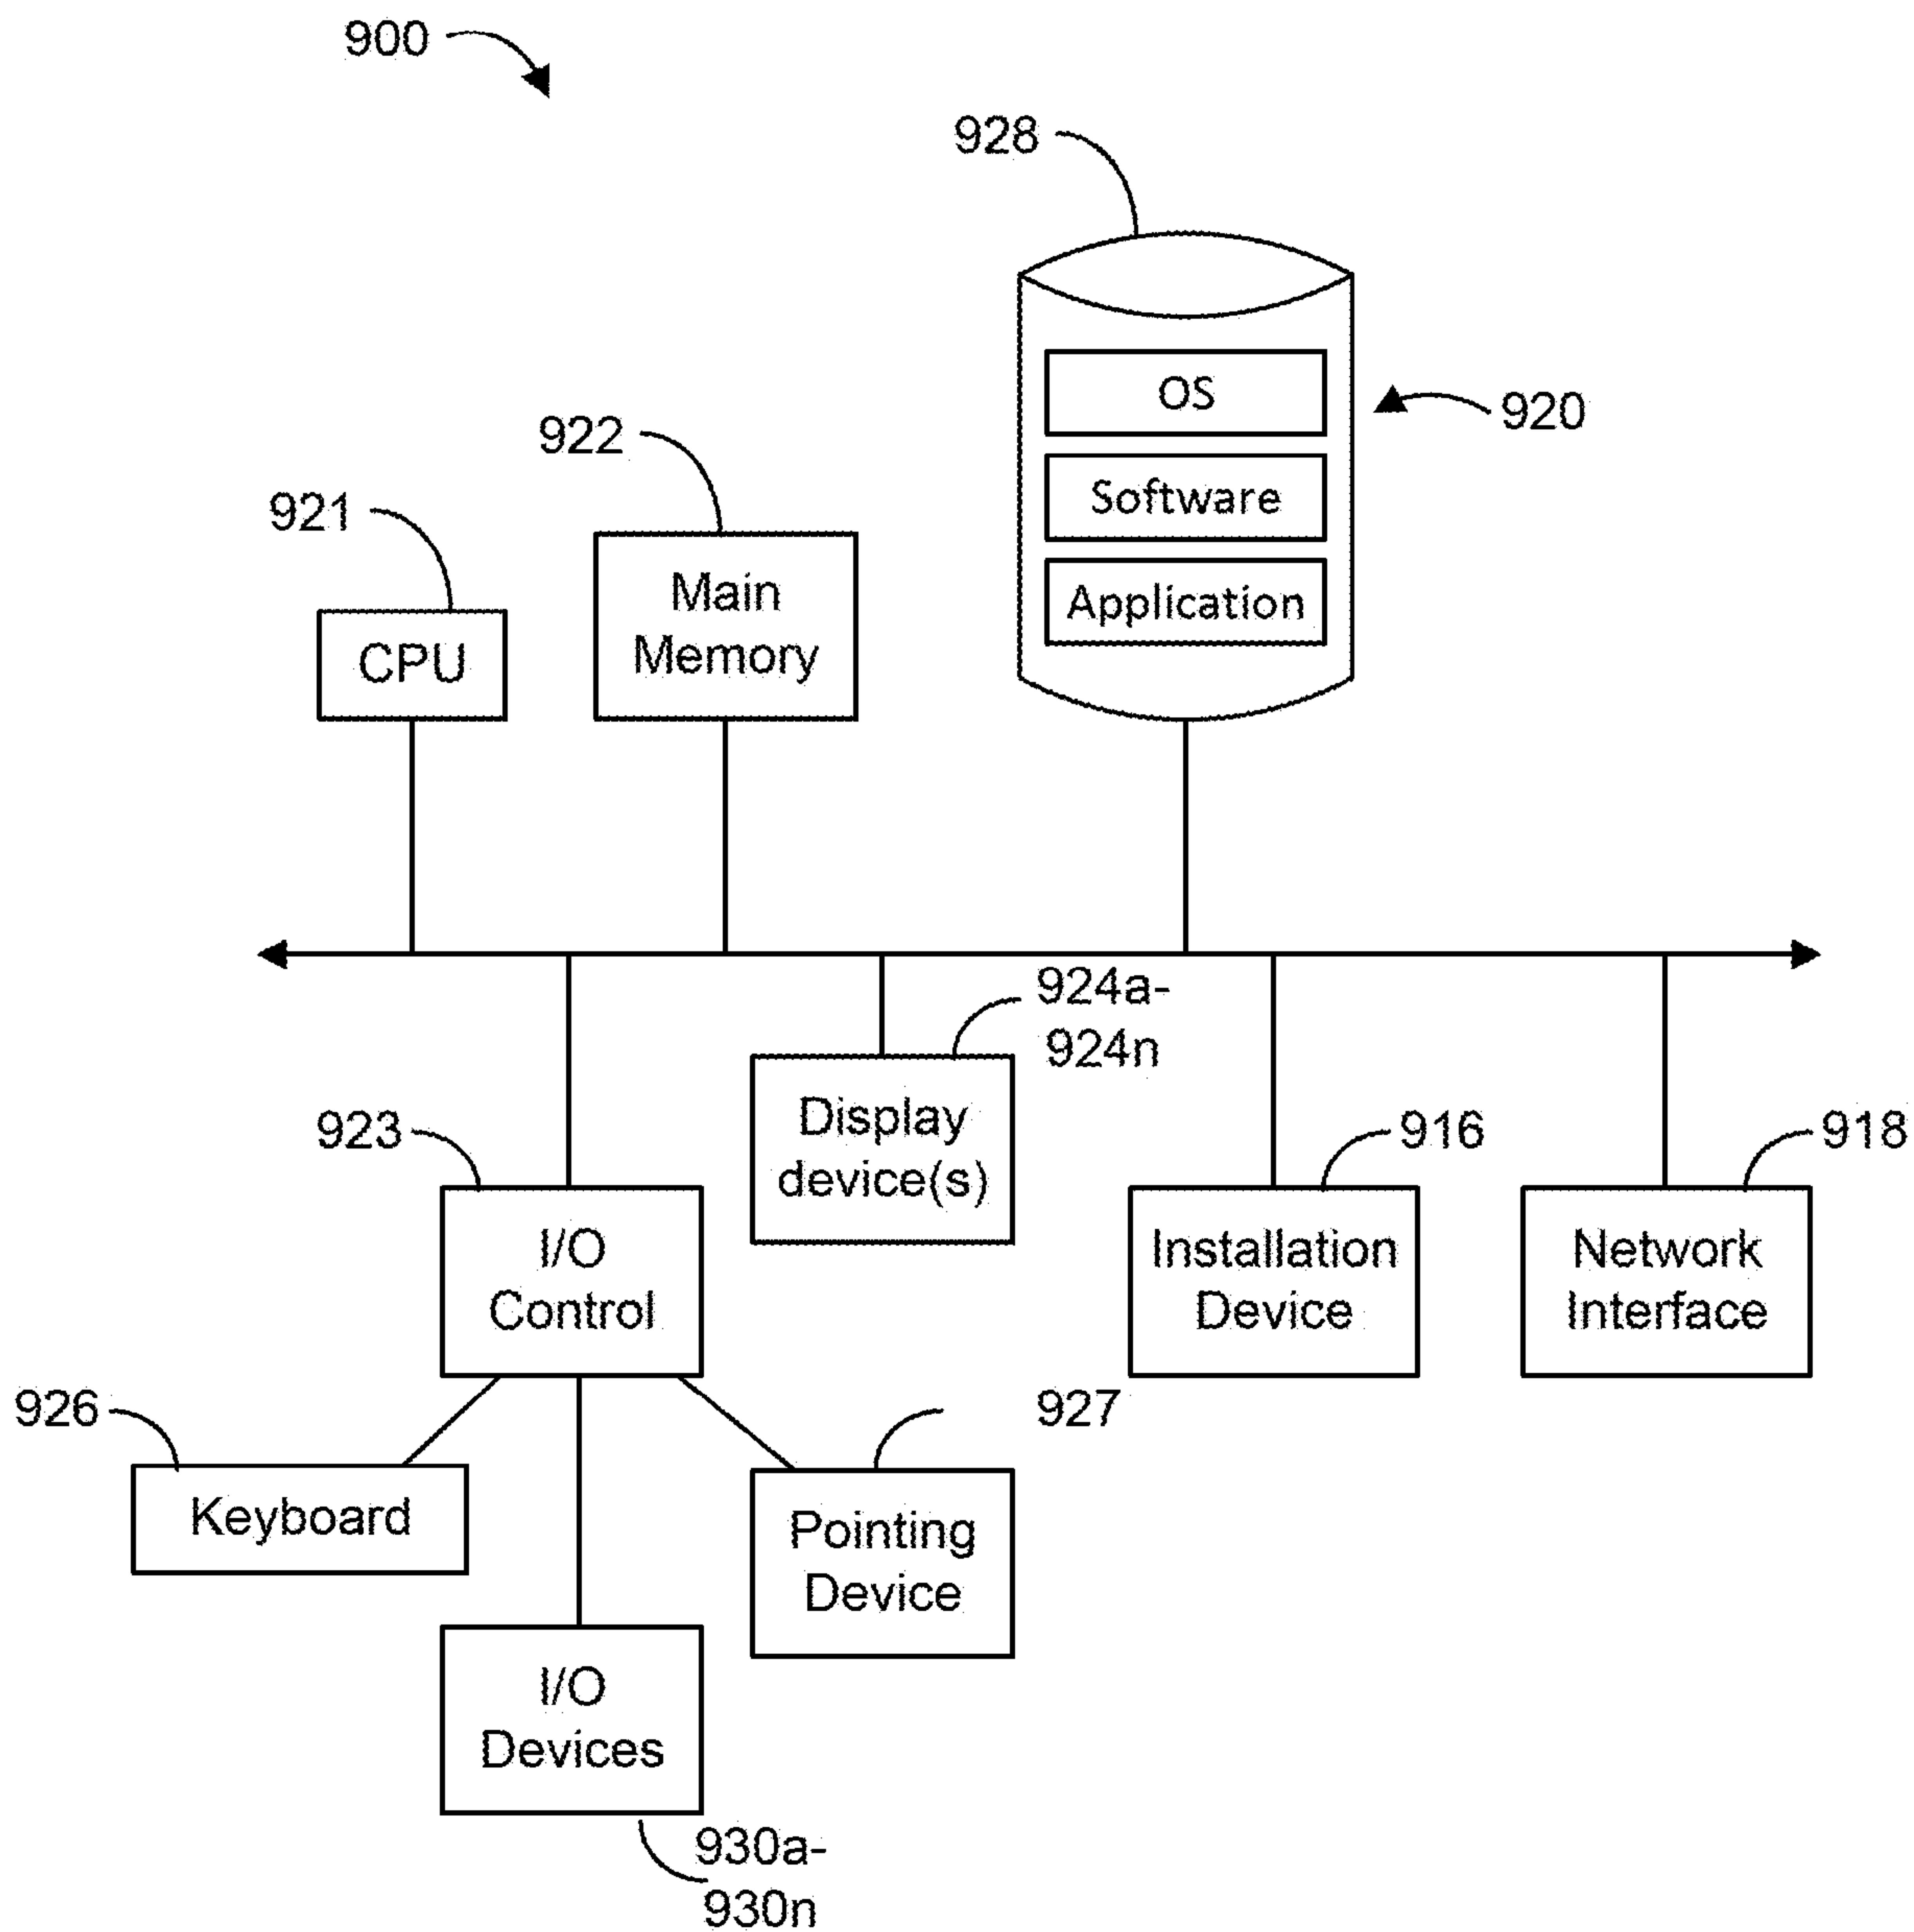 900
928
OS
920
922
Software
921
Main
Memory
Application
CPU
924a-
924n
923
Display
device(s)
916
918
I/O
Control
Installation
Device
Network
Interface
926
927
Keyboard
Pointing
Device
I/O
Devices
930a-
930n